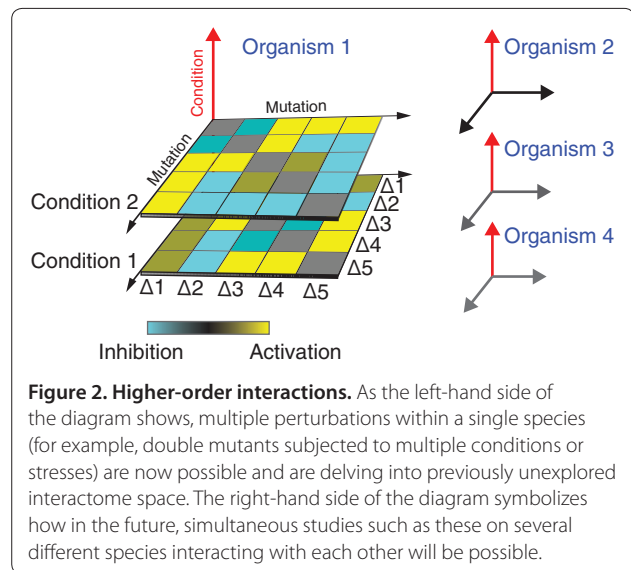 Organism 1
Condition
Mutation
Mutation
Condition 2
Condition 1
Δ1
Δ2
Δ3
Δ4
Δ5
Δ1 Δ2 Δ3 Δ4 Δ5
Inhibition Activation
Organism 2
Organism 3
Organism 4
Figure 2. Higher-order interactions. As the left-hand side of
the diagram shows, multiple perturbations within a single species
(for example, double mutants subjected to multiple conditions or
stresses) are now possible and are delving into previously unexplored
interactome space. The right-hand side of the diagram symbolizes
how in the future, simultaneous studies such as these on several
different species interacting with each other will be possible.